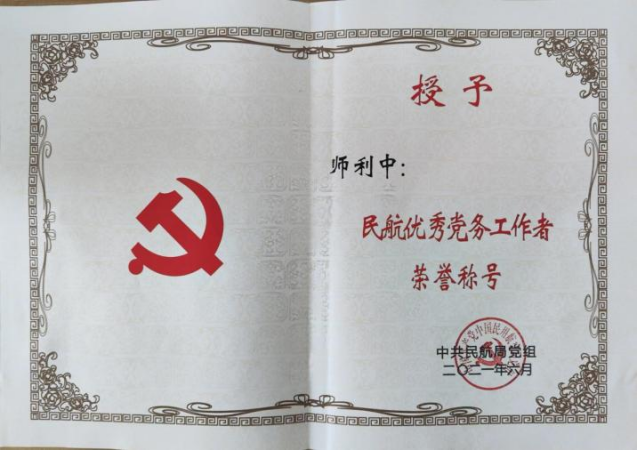 授予
师利中：
民航优秀党务工作者
荣誉称号
中共民航局党组
二〇二一年六月